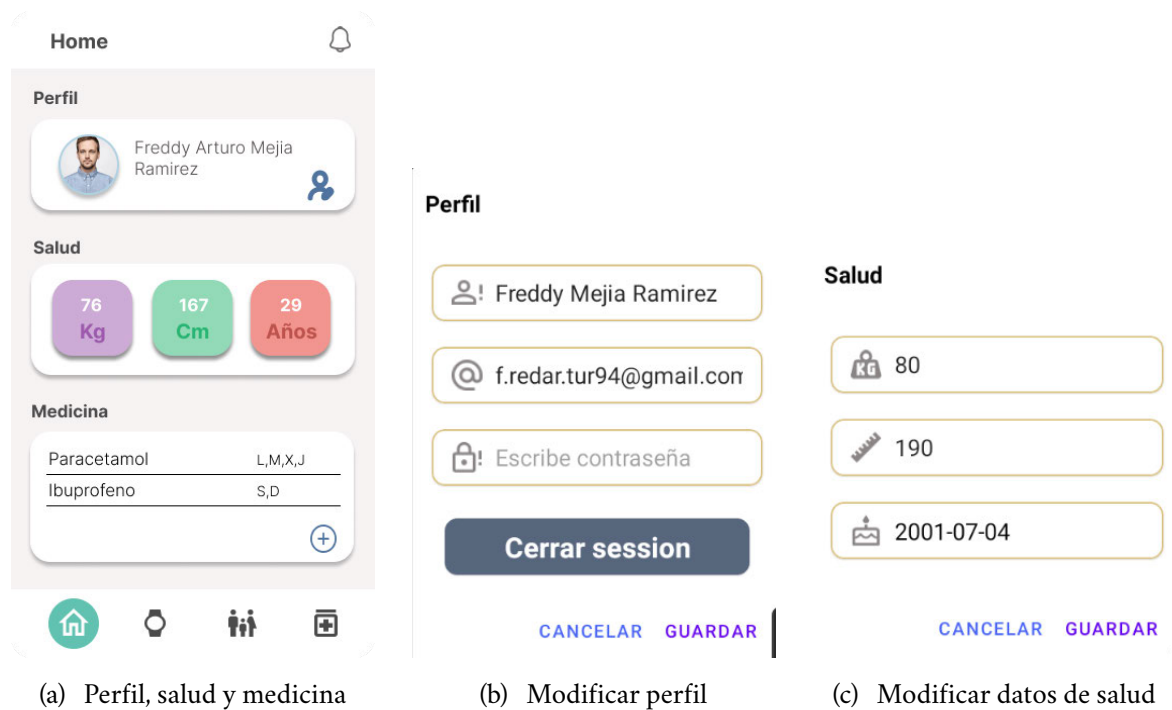 Home
Perfil
Freddy Arturo Mejia
Ramirez
Salud
76
Kg
167
Cm
29
Años
Medicina
Paracetamol L,M,X,J
Ibuprofeno S,D
(a) Perfil, salud y medicina
Perfil
Freddy Mejia Ramirez
f.redar.tur94@gmail.com
Escribe contraseña
Cerrar session
CANCELAR GUARDAR
(b) Modificar perfil
Salud
KG
80
190
2001-07-04
CANCELAR GUARDAR
(c) Modificar datos de salud